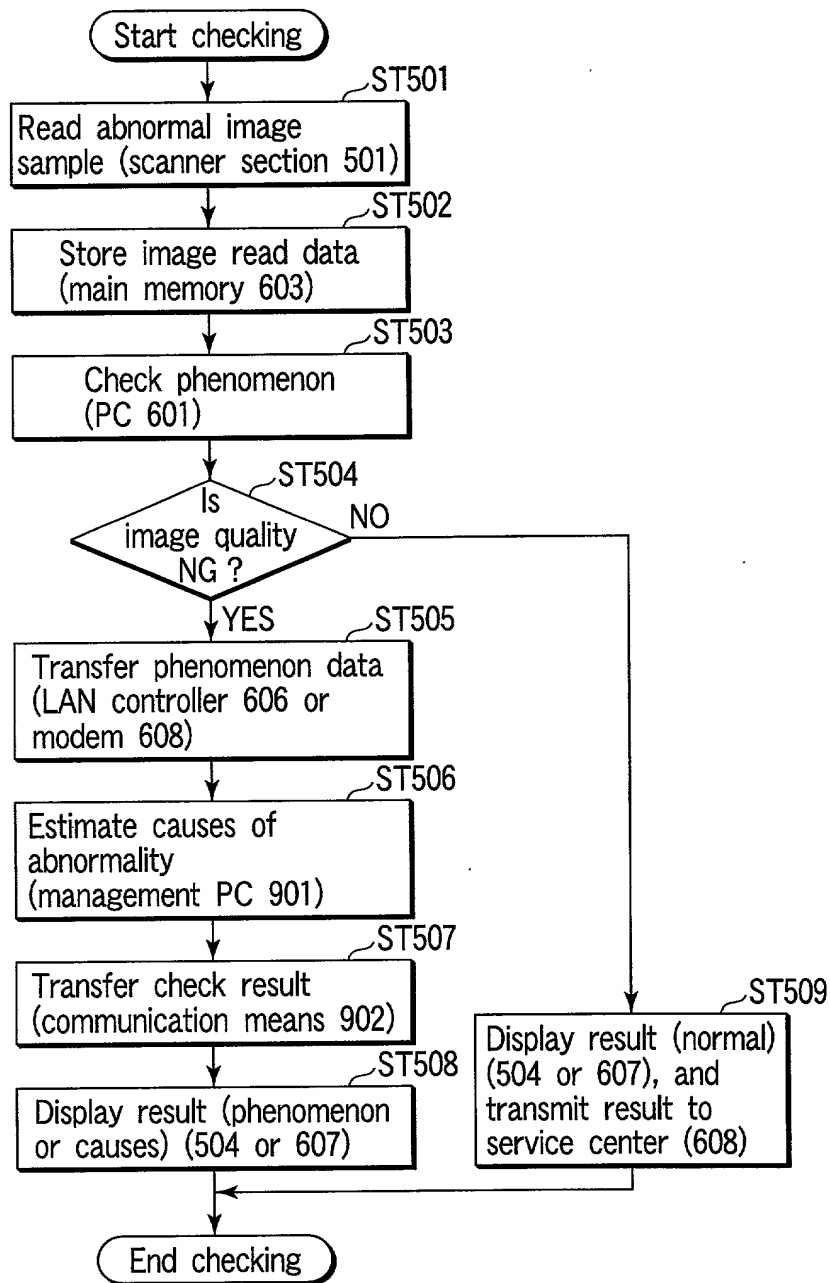 Start checking
ST501
Read abnormal image
sample (scanner section 501)
ST502
Store image read data
(main memory 603)
ST503
Check phenomenon
(PC 601)
ST504
Is
image quality
NG ?
NO
YES
ST505
Transfer phenomenon data
(LAN controller 606 or
modem 608)
ST506
Estimate causes of
abnormality
(management PC 901)
ST507
Transfer check result
(communication means 902)
ST508
Display result (phenomenon
or causes) (504 or 607)
ST509
Display result (normal)
(504 or 607), and
transmit result to
service center (608)
End checking